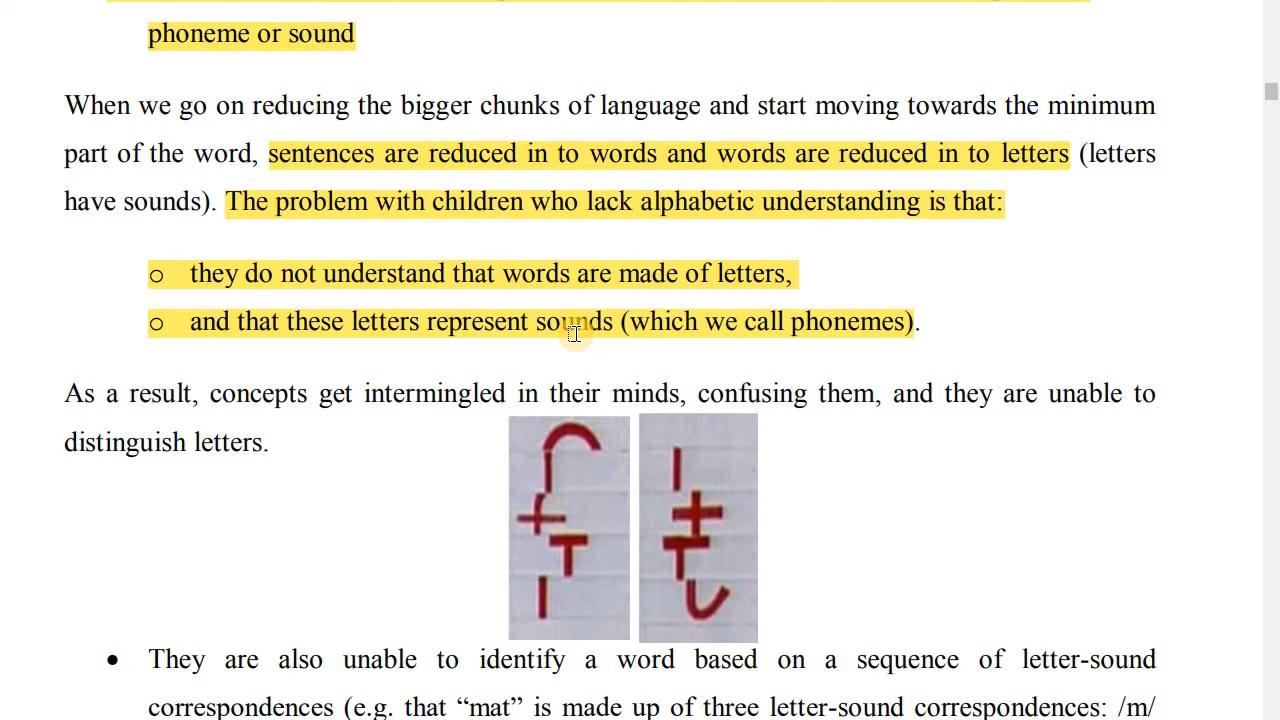 phoneme or sound
When we go on reducing the bigger chunks of language and start moving towards the minimum
part of the word, sentences are reduced in to words and words are reduced in to letters (letters
have sounds). The problem with children who lack alphabetic understanding is that:
o they do not understand that words are made of letters,
o and that these letters represent sounds (which we call phonemes).
As a result, concepts get intermingled in their minds, confusing them, and they are unable to
distinguish letters.
• They are also unable to identify a word based on a sequence of letter-sound
correspondences (e.g. that “mat” is made up of three letter-sound correspondences: /m/